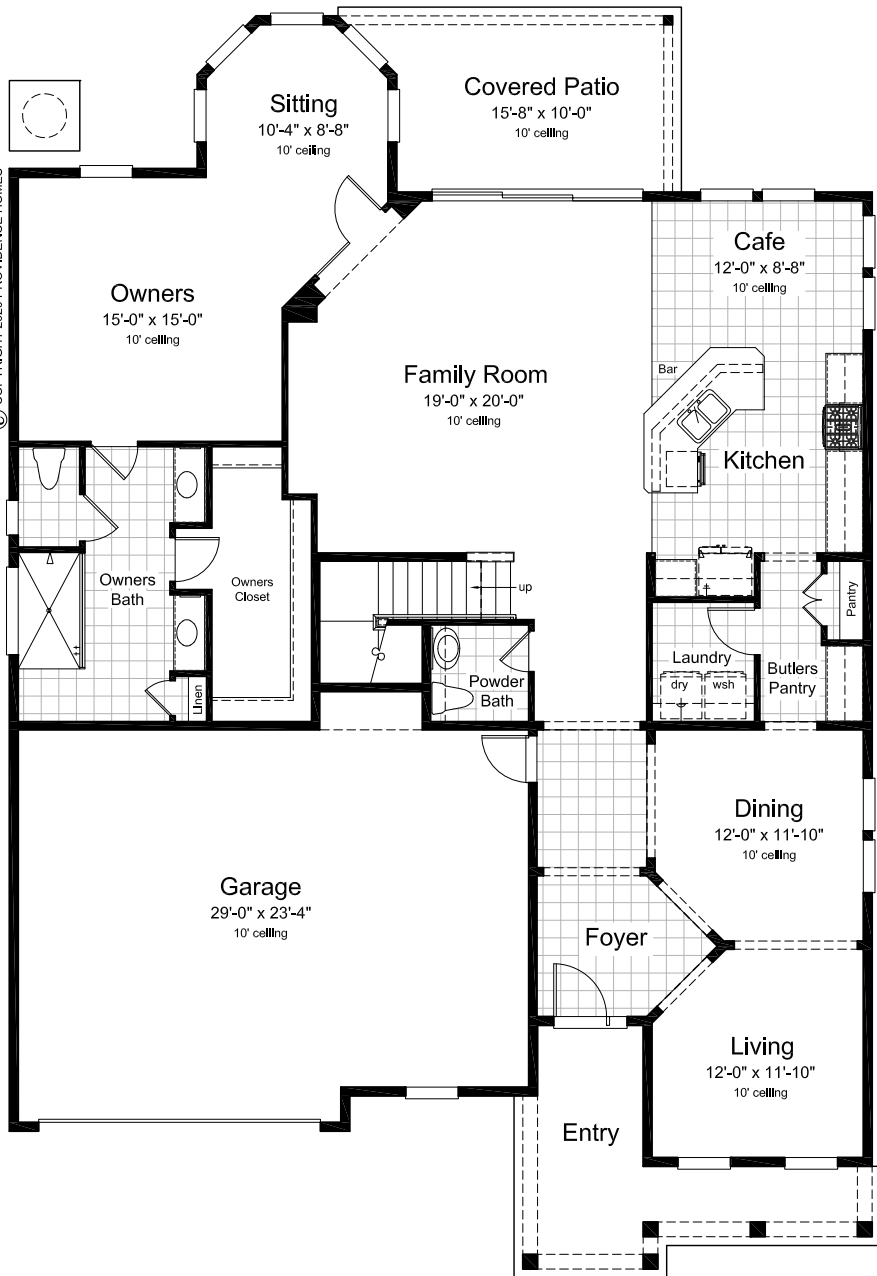 Sitting
10'-4" x 8'-8"
10' ceiling
Covered Patio
15'-8" x 10'-0"
10' ceiling
Cafe
12'-0" x 8'-8"
10' ceiling
Owners
15'-0" x 15'-0"
10' ceiling
Family Room
19'-0" x 20'-0"
10' ceiling
Bar
Kitchen
Owners
Bath
Owners
Closet
up
Pantry
Laundry
dry
wsh
Butlers
Pantry
Powder
Bath
Linen
Dining
12'-0" x 11'-10"
10' ceiling
Garage
29'-0" x 23'-4"
10' ceiling
Foyer
Living
12'-0" x 11'-10"
10' ceiling
Entry